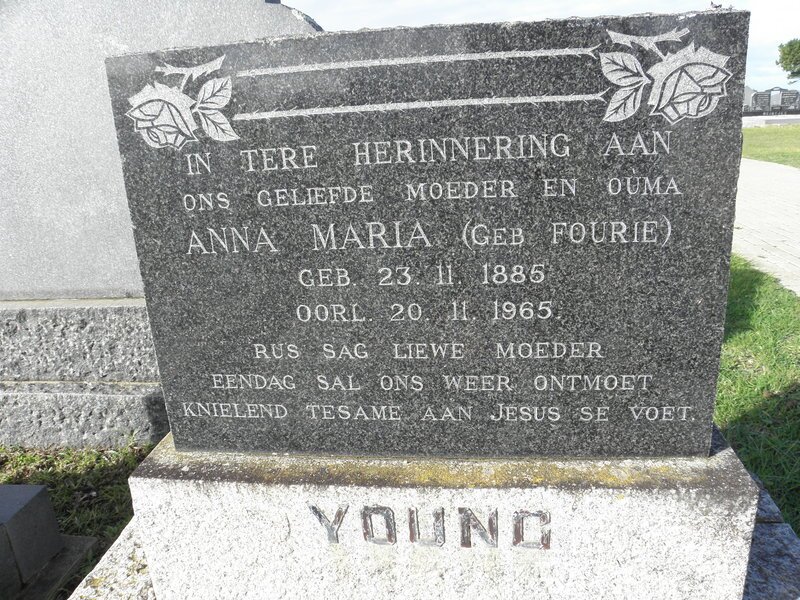 IN TERE HERINNERING AAN
ONS GELIEFDE MOEDER EN OÙMA
ANNA MARIA (GEB FOURIE)
GEB. 23. 11. 1885
OORL. 20. 11. 1965.
RUS SAG LIEWE MOEDER
EENDAG SAL ONS WEER ONTMOET
KNIELEND TESAME AAN JESUS SE VOET.
YOUNG